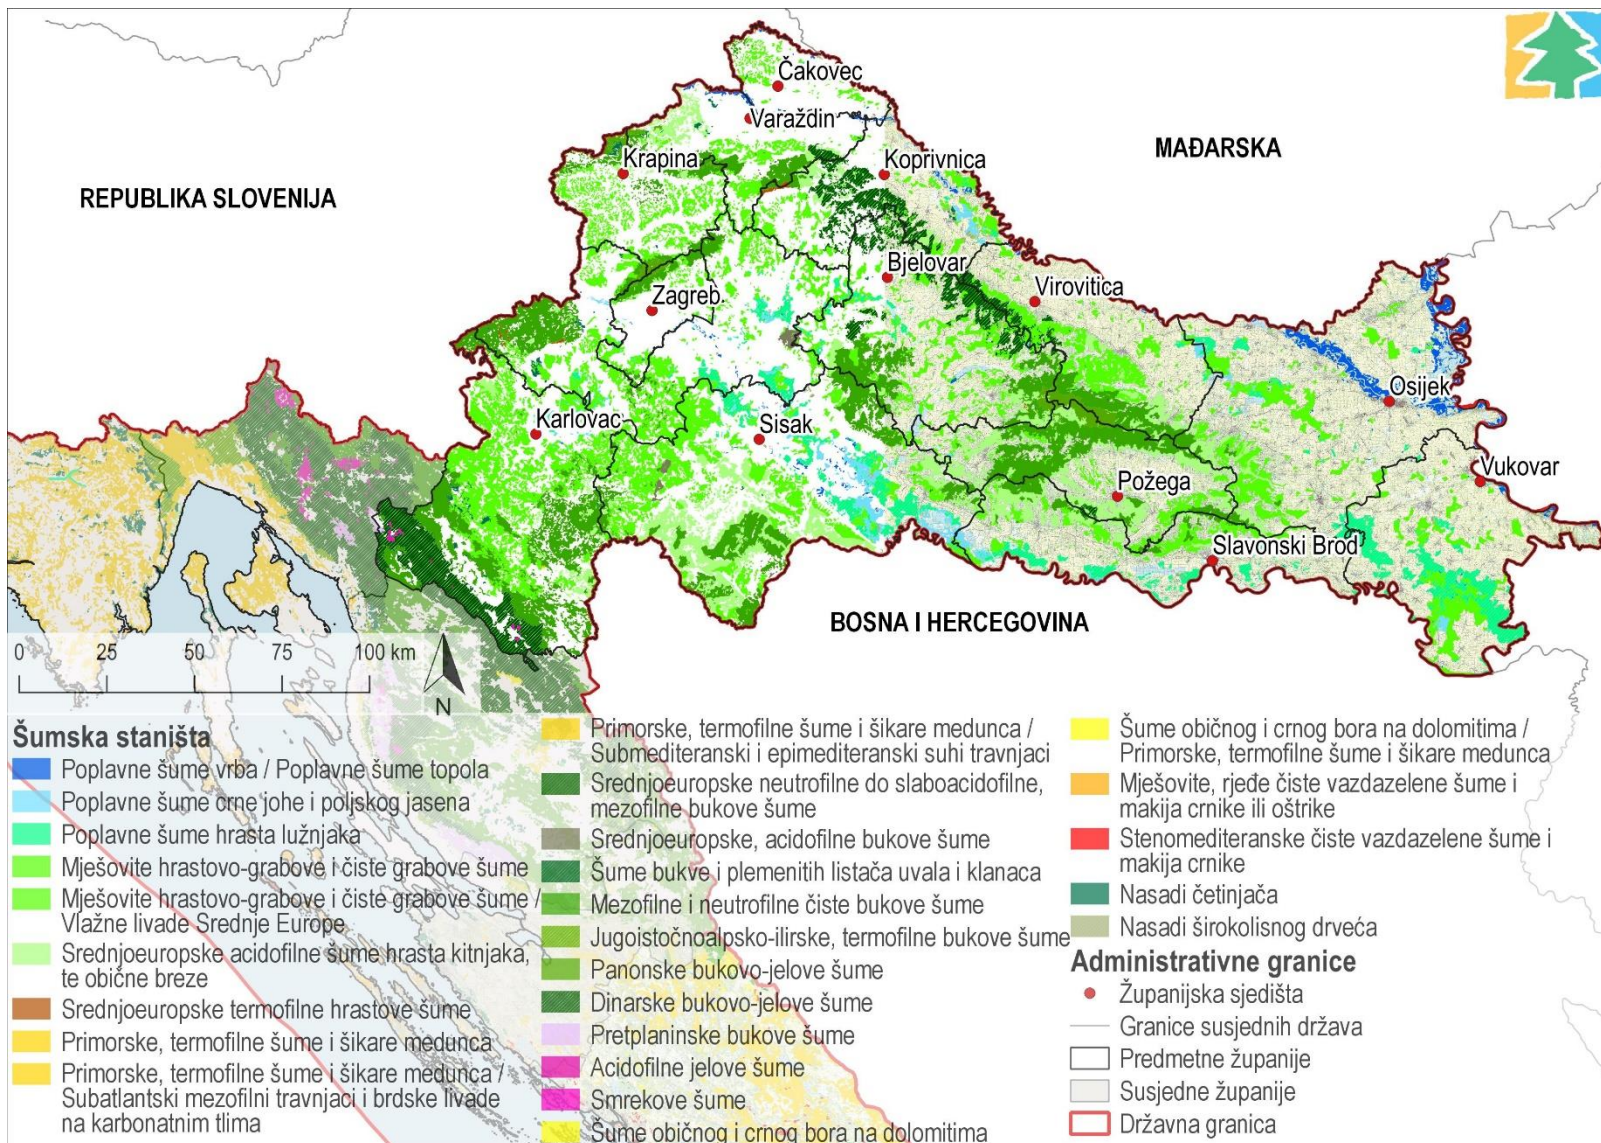 Čakovec
Varaždin
Krapina
Koprivnica
MAĐARSKA
REPUBLIKA SLOVENIJA
Bjelovar
Zagreb
Virovitica
Osijek
Karlovac
Sisak
Vukovar
Požega
Slavonski Brod
BOSNA I HERCEGOVINA
0 25 50 75 100 km
N
Šumska staništa
Poplavne šume vrba / Poplavne šume topola
Poplavne šume crne johe i poljskog jasena
Poplavne šume hrasta lužnjaka
Mješovite hrastovo-grabove i čiste grabove šume
Mješovite hrastovo-grabove i čiste grabove šume /
Vlažne livade Srednje Europe
Srednjoeuropske acidofilne šume hrasta kitnjaka,
te obične breze
Srednjoeuropske termofilne hrastove šume
Primorske, termofilne šume i šikare medunca
Primorske, termofilne šume i šikare medunca /
Subatlantski mezofilni travnjaci i brdske livade
na karbonatnim tlima
Primorske, termofilne šume i šikare medunca /
Submediteranski i epimediteranski suhi travnjaci
Srednjoeuropske neutrofilne do slaboacidofilne,
mezofilne bukove šume
Srednjoeuropske, acidofilne bukove šume
Šume bukve i plemenitih listača uvala i klanaca
Mezofilne i neutrofilne čiste bukove šume
Jugoistočnoalpsko-ilirske, termofilne bukove šume
Panonske bukovo-jelove šume
Dinarske bukovo-jelove šume
Pretplaninske bukove šume
Acidofilne jelove šume
Smrekove šume
Šume običnog i crnog bora na dolomitima
Šume običnog i crnog bora na dolomitima /
Primorske, termofilne šume i šikare medunca
Mješovite, rjeđe čiste vazdazelene šume i
makija crnike ili oštrike
Stenomediteranske čiste vazdazelene šume i
makija crnike
Nasadi četinjača
Nasadi širokolisnog drveća
Administrativne granice
Županijska sjedišta
Granice susjednih država
Predmetne županije
Susjedne županije
Državna granica